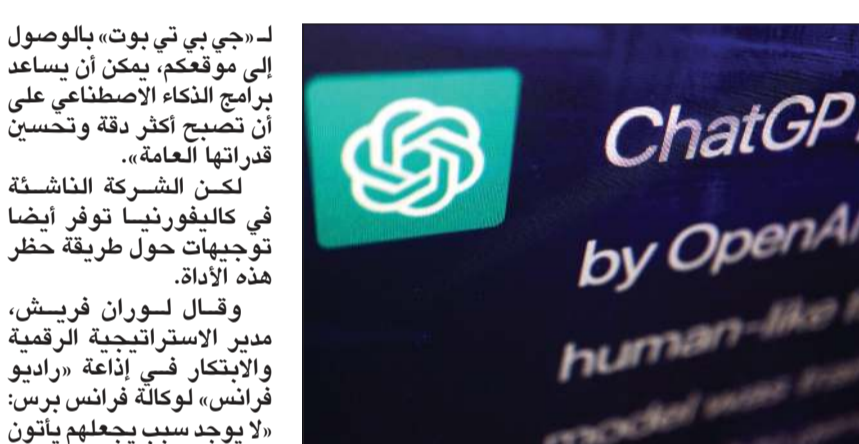 لـ «جي بي تي بوت» بالوصول
إلى موقعكم، يمكن أن يساعد
برامج الذكاء الاصطناعي على
أن تصبح أكثر دقة وتحسين
قدراتها العامة».
لكن الشركة الناشئة
في كاليفورنيا توفر أيضا
توجيهات حول طريقة حظر
هذه الأداة.
وقال لوران فريش،
مدير الاستراتيجية الرقمية
والابتكار في إذاعة «راديو
فرانس» لوكالة فرانس برس:
«لا يوجد سبب يجعلهم يأتون
ChatGP
by OpenAI
human-like
model was